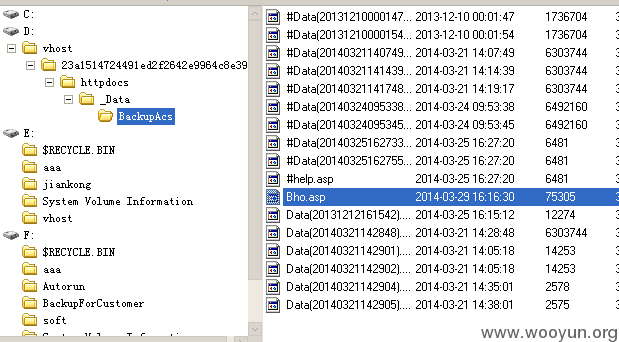 C:
D:
vhost
23a1514724491ed2f2642e9964c8e39
httpdocs
_Data
BackupAcs
E:
$RECYCLE.BIN
aaa
jiankong
System Volume Information
vhost
F:
$RECYCLE.BIN
aaa
Autorun
BackupForCustomer
soft
System Volume Information
#Data(20131210000147... 2013-12-10 00:01:47 1736704
#Data(20131210000154... 2013-12-10 00:01:54 1736704
#Data(20140321140749... 2014-03-21 14:07:49 6303744
#Data(20140321141439... 2014-03-21 14:14:39 6303744
#Data(20140321141748... 2014-03-21 14:19:17 6303744
#Data(20140324095338... 2014-03-24 09:53:38 6492160
#Data(20140324095345... 2014-03-24 09:53:45 6492160
#Data(20140325162733... 2014-03-25 16:27:20 6481
#Data(20140325162755... 2014-03-25 16:27:20 6481
#help.asp 2014-03-25 16:27:20 6481
Bho.asp 2014-03-29 16:16:30 75305
Data(20131212161542).... 2014-03-25 16:15:12 12274
Data(20140321142848).... 2014-03-21 14:28:48 6303744
Data(20140321142901).... 2014-03-21 14:05:18 14253
Data(20140321142902).... 2014-03-21 14:05:18 14253
Data(20140321142904).... 2014-03-21 14:35:01 2578
Data(20140321142905).... 2014-03-21 14:38:01 2575
www.wooyun.org